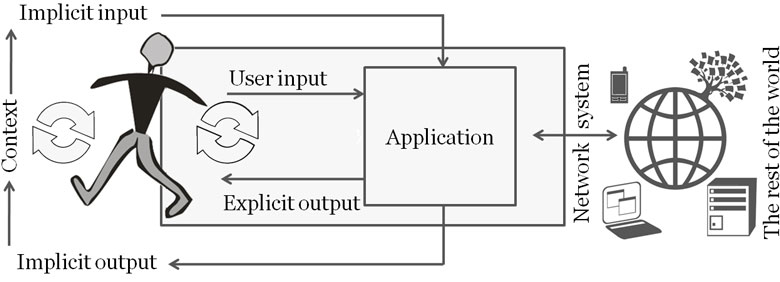 Implicit input
User input
Application
Explicit output
Implicit output
Context
Network system
The rest of the world